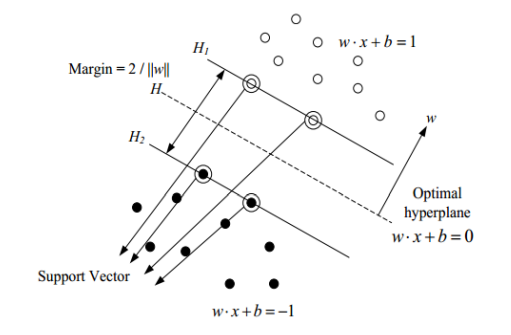 H₁
w·x+b=1
Margin = 2 / ||w||
H
H₂
w
Optimal
hyperplane
w·x+b=0
Support Vector
w·x+b=−1